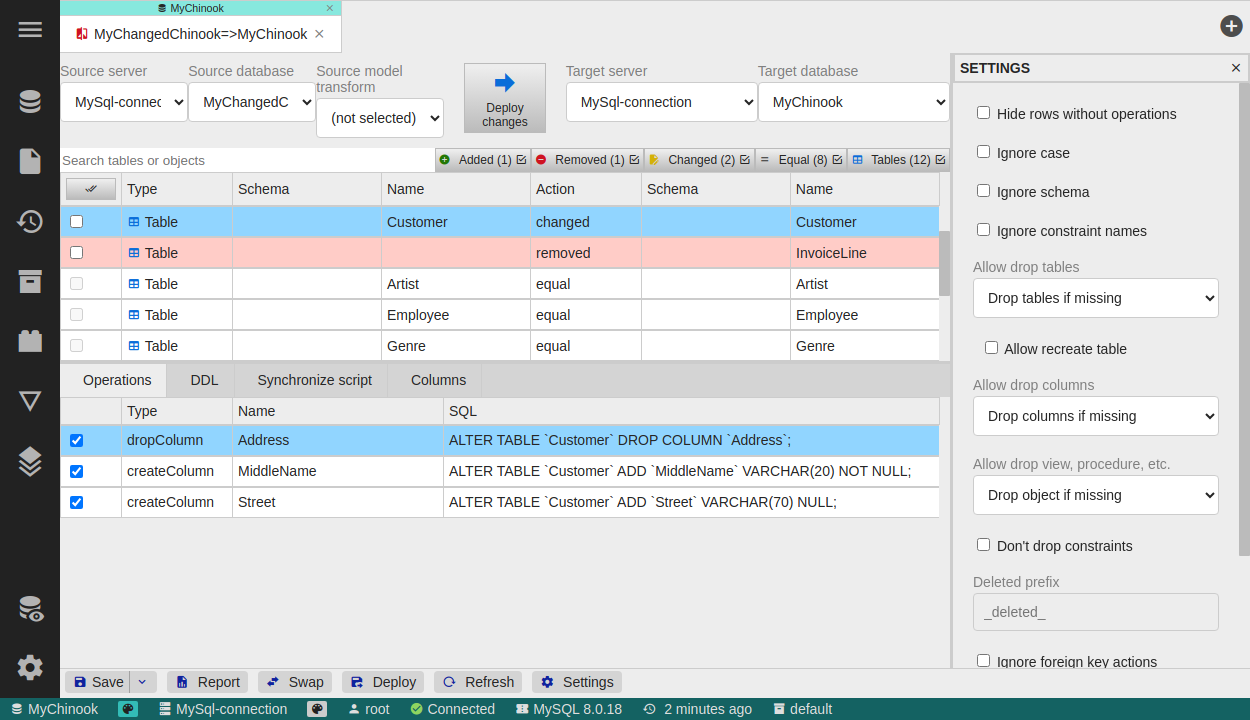 MyChinook
MyChangedChinook=>MyChinook
Source server
Source database
Source model transform
Target server
Target database
MySql-connec
MyChangedC
(not selected)
Deploy changes
MySql-connection
MyChinook
Search tables or objects
Added (1)
Removed (1)
Changed (2)
Equal (8)
Tables (12)
Type Schema Name Action Schema Name
Table Customer changed Customer
Table removed InvoiceLine
Table Artist equal Artist
Table Employee equal Employee
Table Genre equal Genre
Operations DDL Synchronize script Columns
Type Name SQL
dropColumn Address ALTER TABLE `Customer` DROP COLUMN `Address`;
createColumn MiddleName ALTER TABLE `Customer` ADD `MiddleName` VARCHAR(20) NOT NULL;
createColumn Street ALTER TABLE `Customer` ADD `Street` VARCHAR(70) NULL;
SETTINGS
Hide rows without operations
Ignore case
Ignore schema
Ignore constraint names
Allow drop tables
Drop tables if missing
Allow recreate table
Allow drop columns
Drop columns if missing
Allow drop view, procedure, etc.
Drop object if missing
Don't drop constraints
Deleted prefix
_deleted_
Ignore foreign key actions
Save Report Swap Deploy Refresh Settings
MyChinook MySql-connection root Connected MySQL 8.0.18 2 minutes ago default